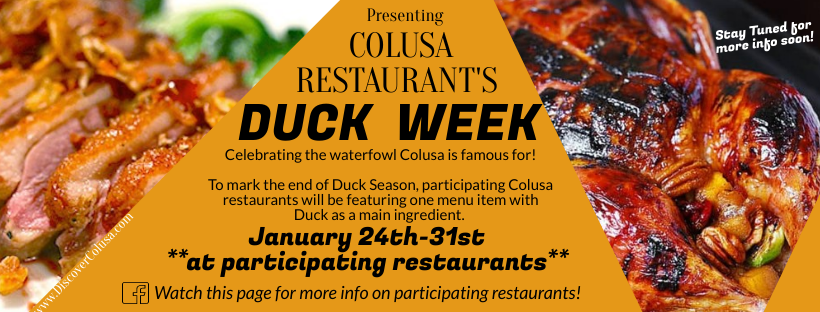 Presenting
COLUSA
RESTAURANT'S
DUCK WEEK
Celebrating the waterfowl Colusa is famous for!
To mark the end of Duck Season, participating Colusa
restaurants will be featuring one menu item with
Duck as a main ingredient.
January 24th-31st
**at participating restaurants**
Watch this page for more info on participating restaurants!
www.DiscoverColusa.com
Stay Tuned for
more info soon!